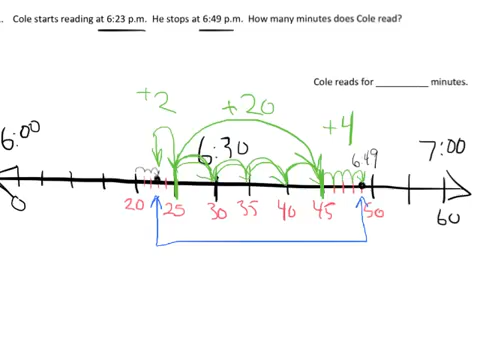 . Cole starts reading at 6:23 p.m. He stops at 6:49 p.m. How many minutes does Cole read?
Cole reads for __________ minutes.
+2 +20 +4
6:00 6:30 6:49 7:00
0 20 25 30 35 40 45 50 60